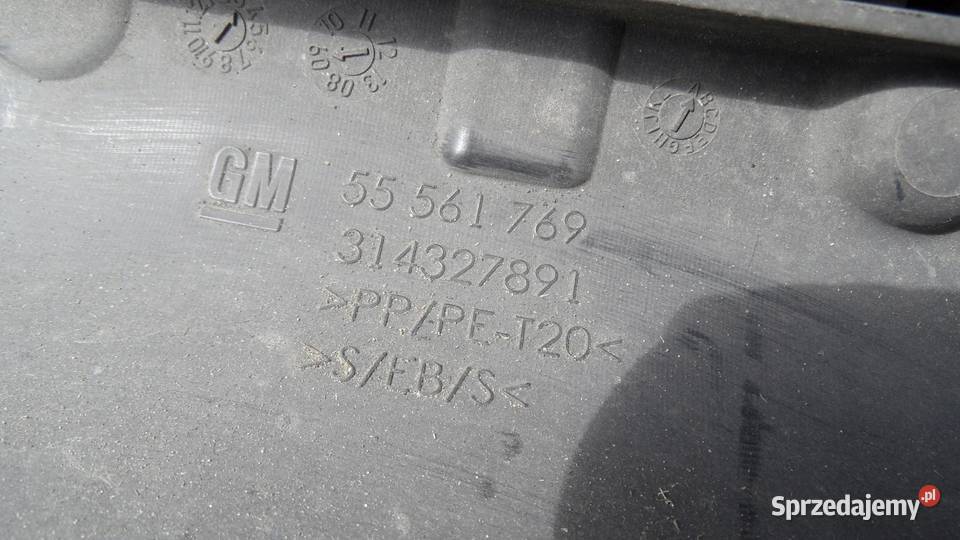 GM
55 561 769
314327891
>PP/PE-T20<
>S/EB/S<
Sprzedajemy.pl